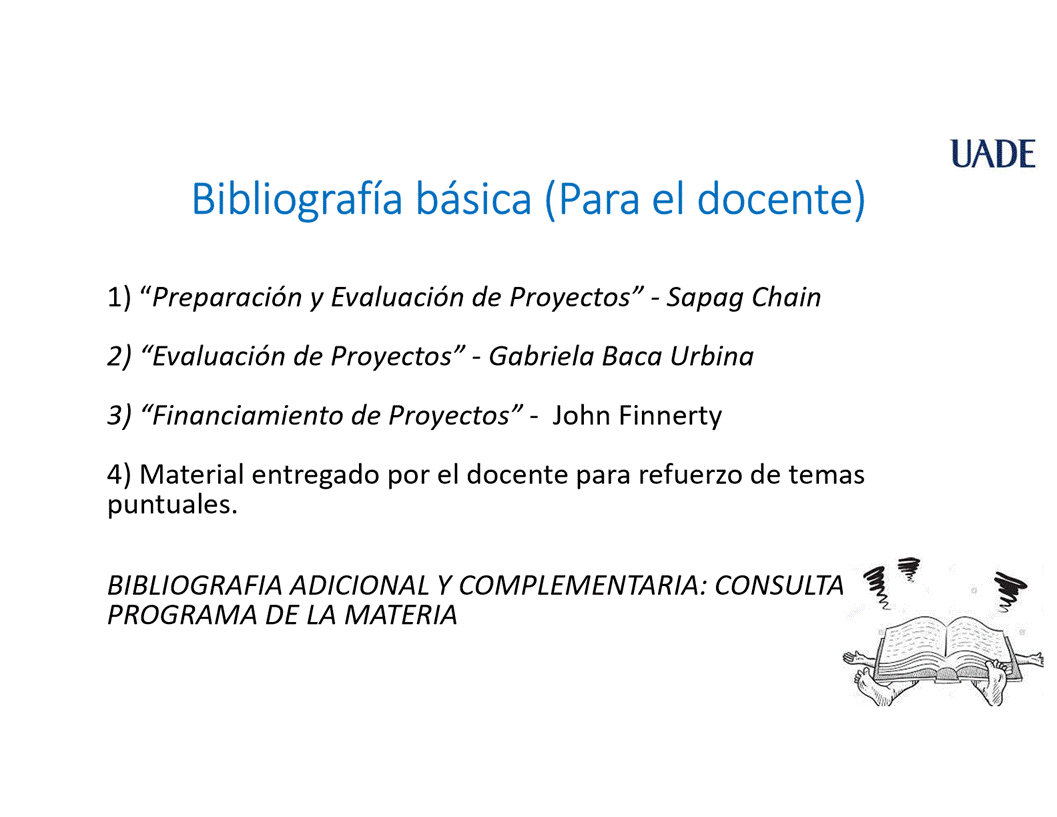 UADE
Bibliografía básica (Para el docente)
1) “Preparación y Evaluación de Proyectos” - Sapag Chain
2) “Evaluación de Proyectos” - Gabriela Baca Urbina
3) “Financiamiento de Proyectos” - John Finnerty
4) Material entregado por el docente para refuerzo de temas
puntuales.
BIBLIOGRAFIA ADICIONAL Y COMPLEMENTARIA: CONSULTA
PROGRAMA DE LA MATERIA